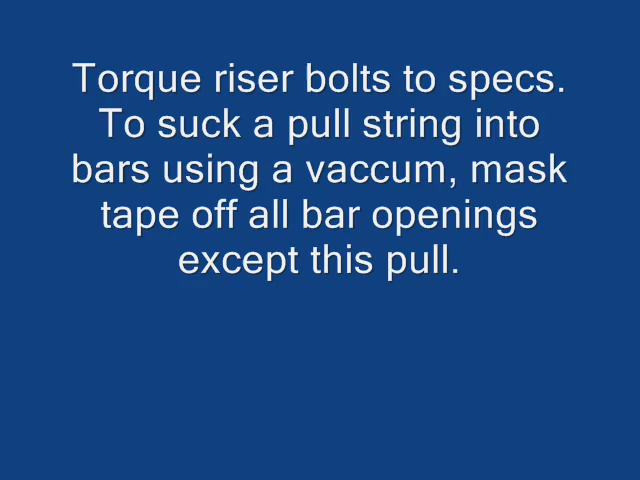 Torque riser bolts to specs.
To suck a pull string into
bars using a vaccum, mask
tape off all bar openings
except this pull.